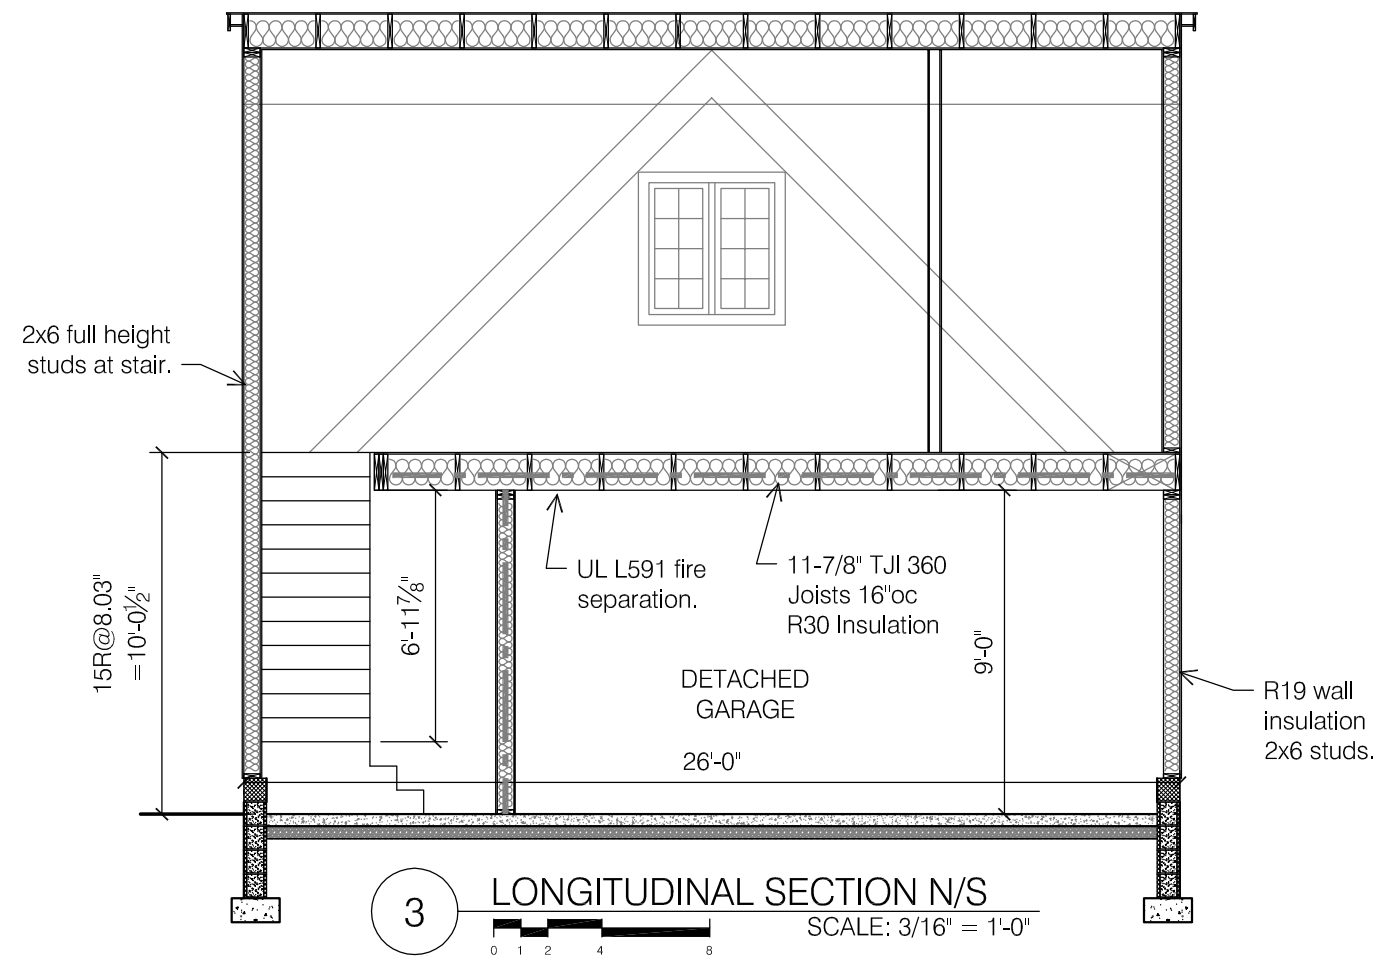 2x6 full height
studs at stair.
15R@8.03"
=10'-0½"
6'-11⅞"
UL L591 fire
separation.
11-7/8" TJI 360
Joists 16"oc
R30 Insulation
9'-0"
DETACHED
GARAGE
26'-0"
R19 wall
insulation
2x6 studs.
3
LONGITUDINAL SECTION N/S
SCALE: 3/16" = 1'-0"
0 1 2 4 8